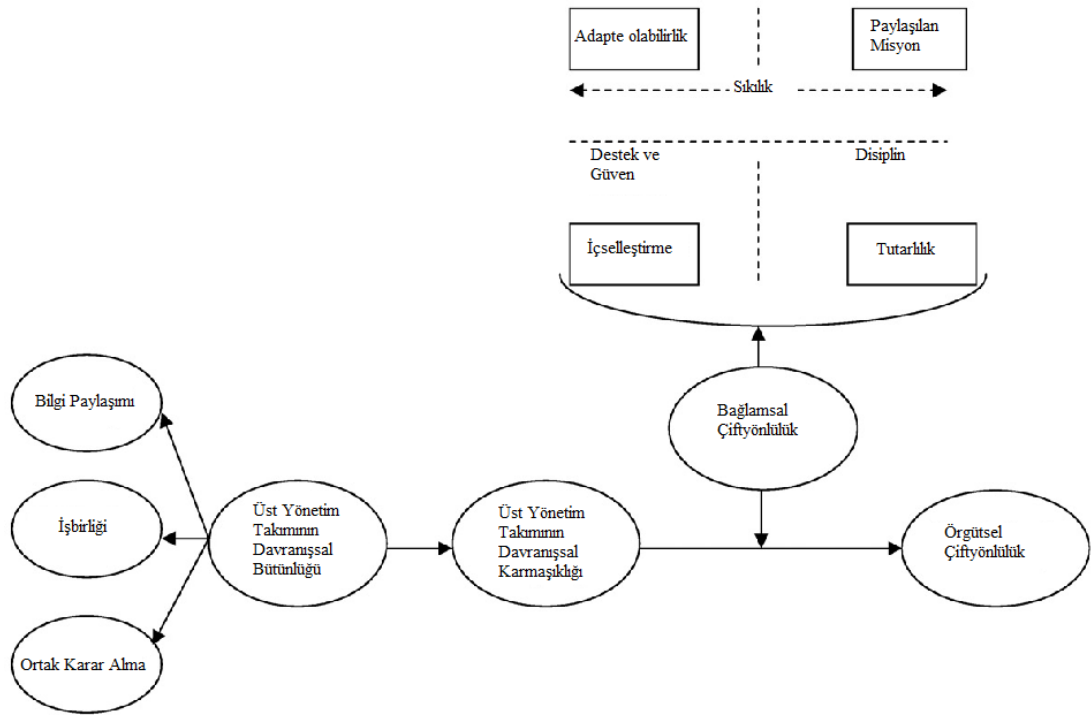 Adapte olabilirlik
Paylaşılan
Misyon
Sıkılık
Destek ve
Güven
Disiplin
İçselleştirme
Tutarlılık
Bilgi Paylaşımı
İşbirliği
Ortak Karar Alma
Üst Yönetim
Takımının
Davranışsal
Bütünlüğü
Üst Yönetim
Takımının
Davranışsal
Karmaşıklığı
Bağlamsal
Çiftyönlülük
Örgütsel
Çiftyönlülük